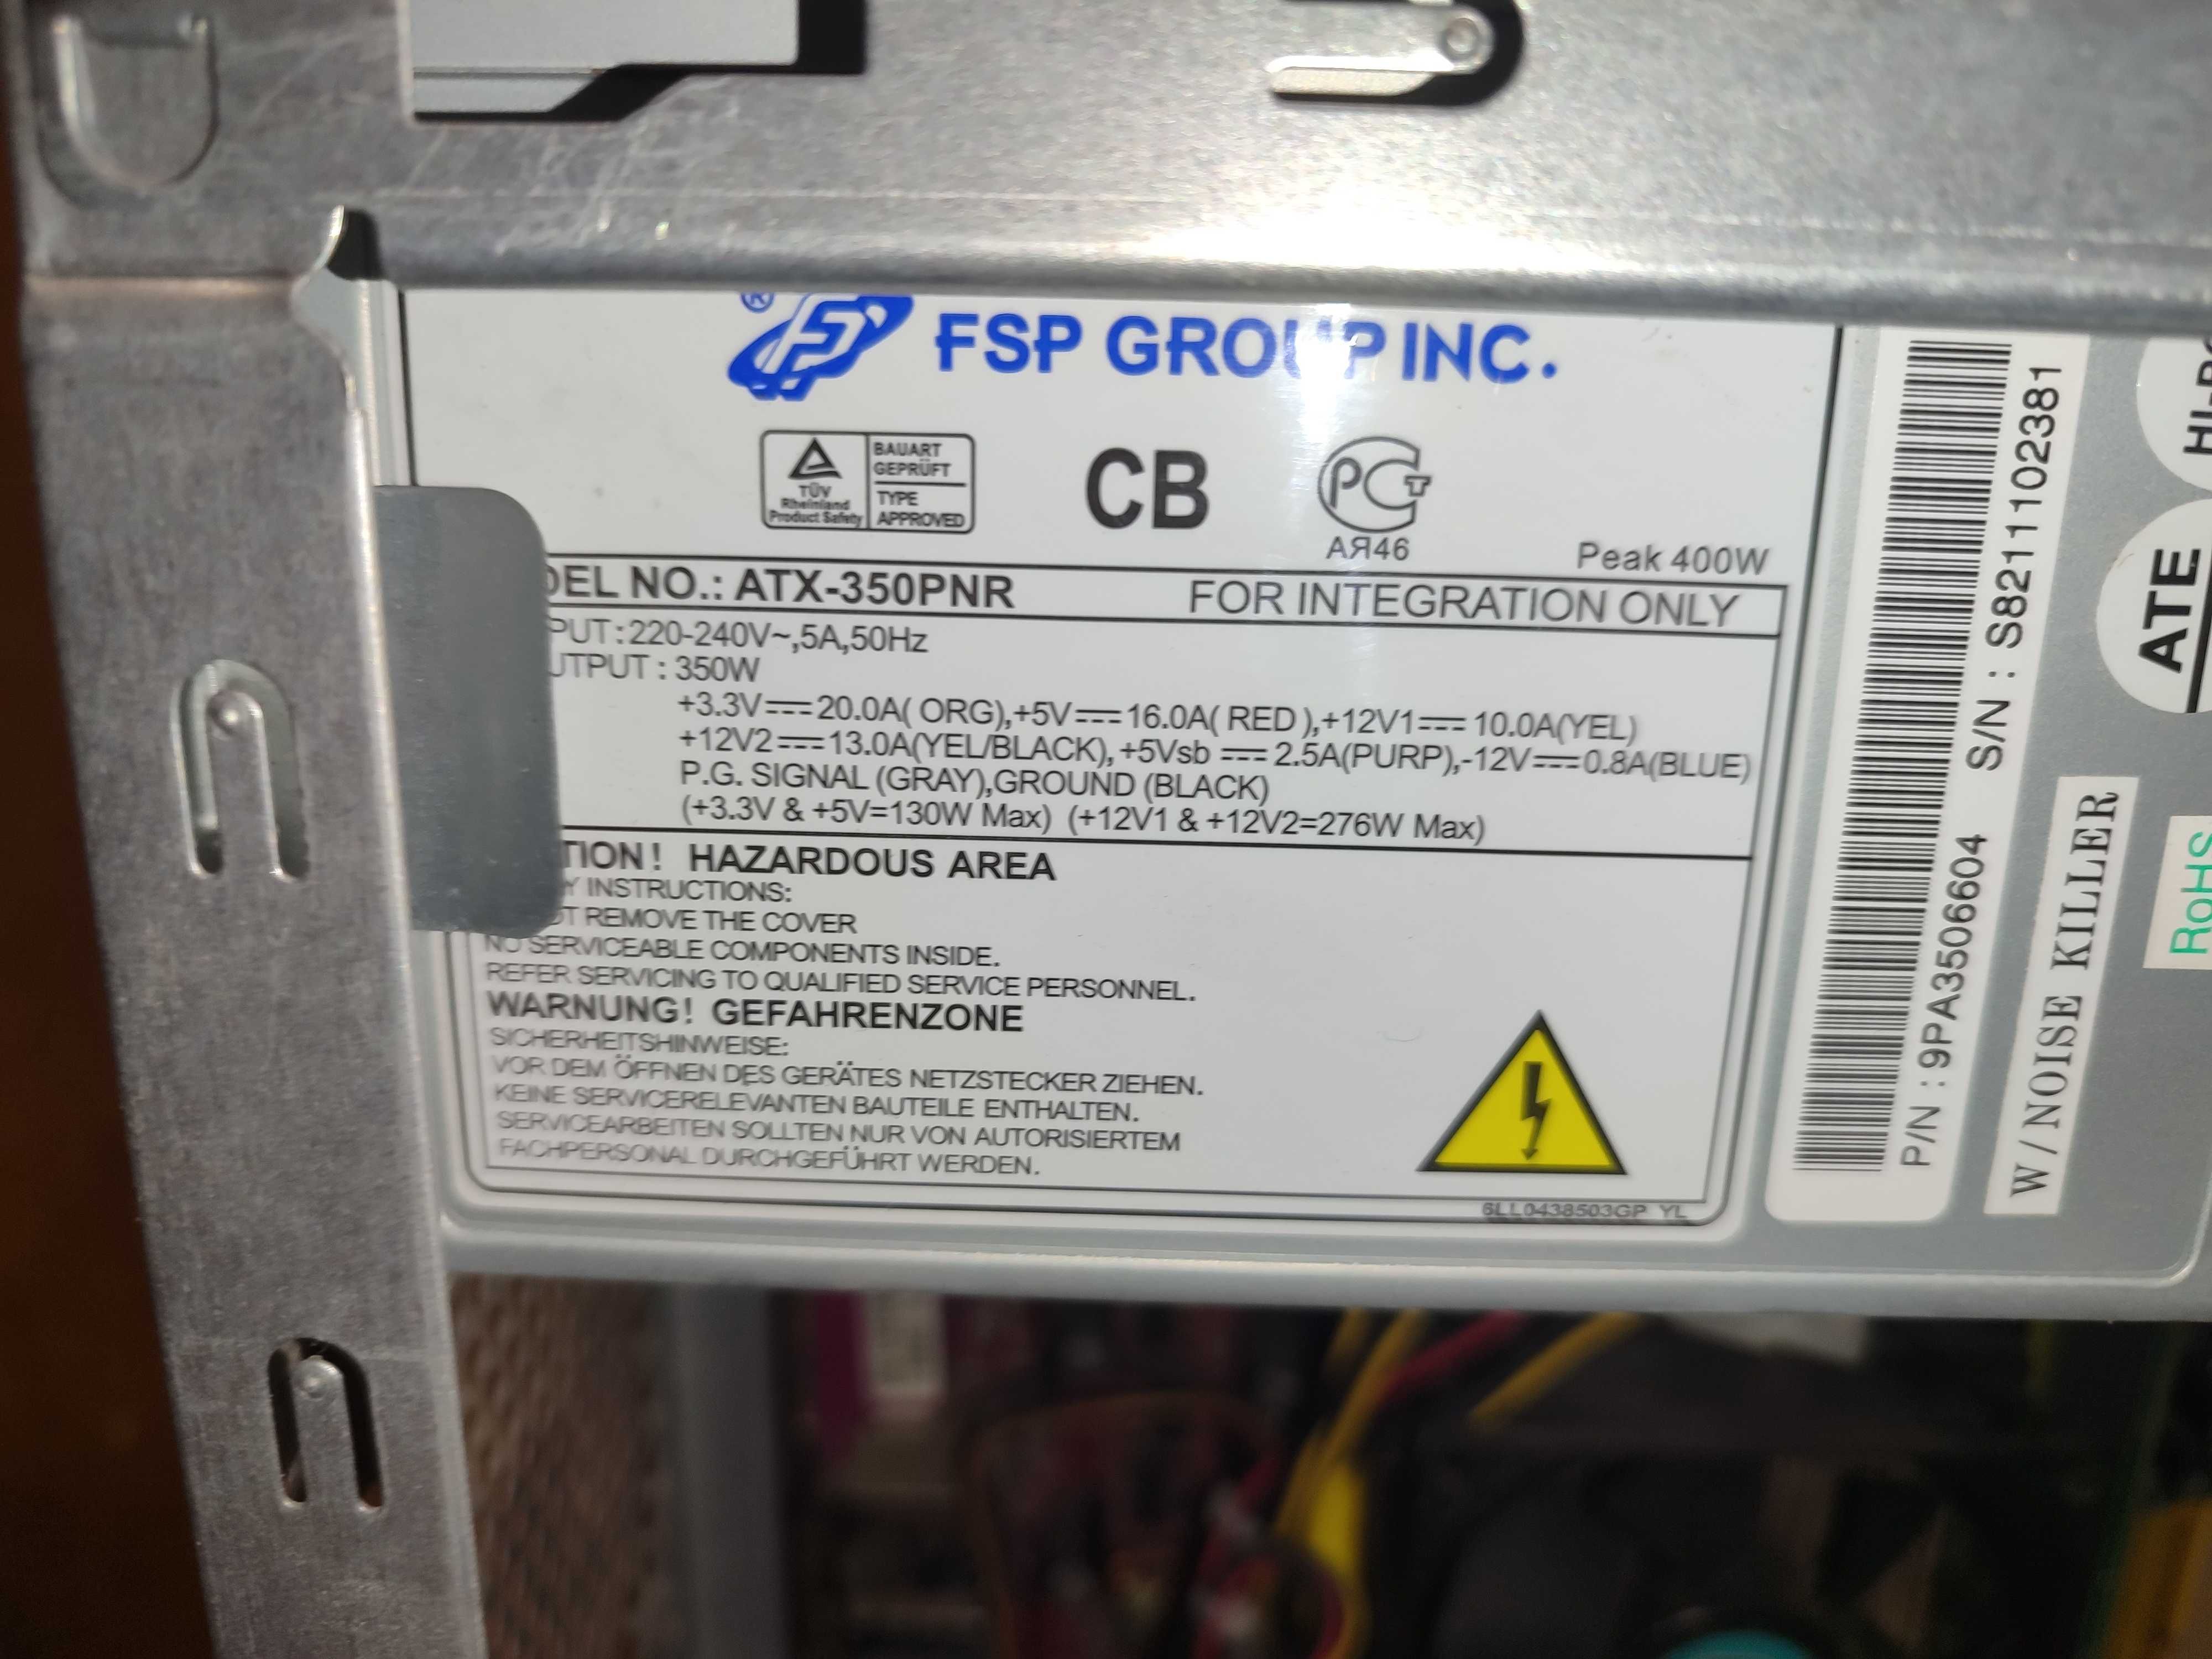 ® FSP GROUP INC.
TÜV
Rheinland
Product Safety
BAUART
GEPRÜFT
TYPE
APPROVED
CB
РСТ
АЯ46
Peak 400W
DEL NO.: ATX-350PNR
FOR INTEGRATION ONLY
PUT:220-240V~,5A,50Hz
UTPUT : 350W
+3.3V⎓20.0A( ORG),+5V⎓16.0A( RED ),+12V1⎓10.0A(YEL)
+12V2⎓13.0A(YEL/BLACK),+5Vsb⎓2.5A(PURP),-12V⎓0.8A(BLUE)
P.G. SIGNAL (GRAY),GROUND (BLACK)
(+3.3V & +5V=130W Max) (+12V1 & +12V2=276W Max)
TION! HAZARDOUS AREA
Y INSTRUCTIONS:
OT REMOVE THE COVER
NO SERVICEABLE COMPONENTS INSIDE.
REFER SERVICING TO QUALIFIED SERVICE PERSONNEL.
WARNUNG! GEFAHRENZONE
SICHERHEITSHINWEISE:
VOR DEM ÖFFNEN DES GERÄTES NETZSTECKER ZIEHEN.
KEINE SERVICERELEVANTEN BAUTEILE ENTHALTEN.
SERVICEARBEITEN SOLLTEN NUR VON AUTORISIERTEM
FACHPERSONAL DURCHGEFÜHRT WERDEN.
6LL0438503GP YL
P/N : 9PA3506604 S/N : S8211102381
W/NOISE KILLER
ATE
RoHS